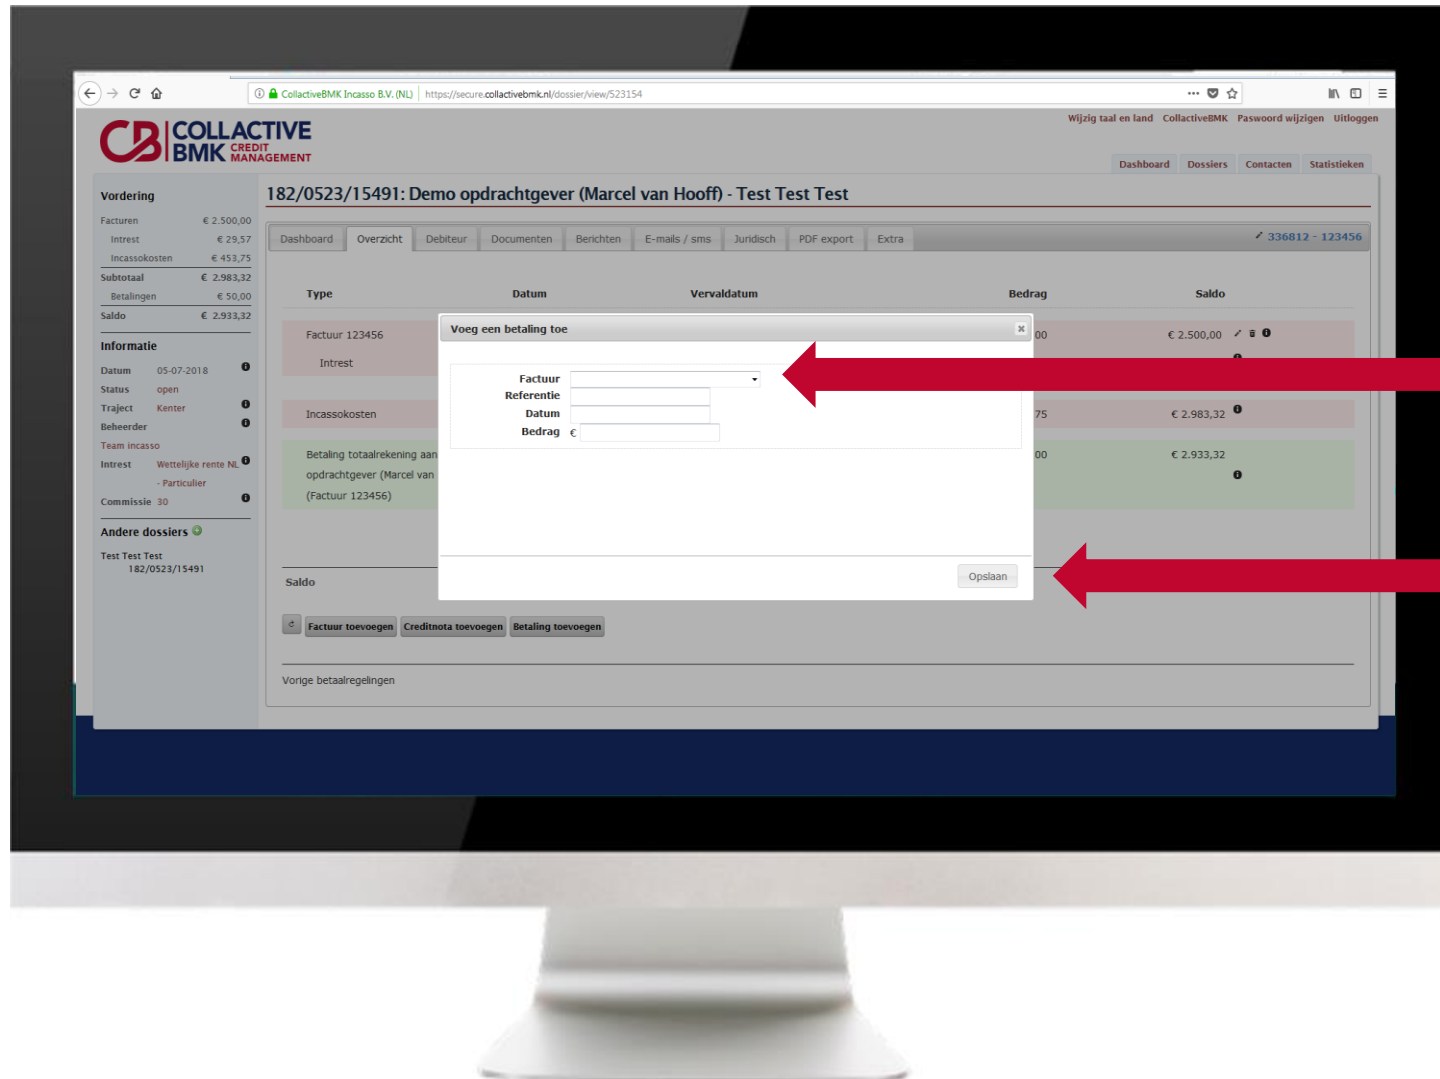 CollactiveBMK Incasso B.V. (NL) https://secure.collactivebmk.nl/dossier/view/523154
CB COLLACTIVE
BMK CREDIT MANAGEMENT
Wijzig taal en land CollactiveBMK Paswoord wijzigen Uitloggen
Dashboard Dossiers Contacten Statistieken
Vordering
Facturen € 2.500,00
Intrest € 29,57
Incassokosten € 453,75
Subtotaal € 2.983,32
Betalingen € 50,00
Saldo € 2.933,32
Informatie
Datum 05-07-2018
Status open
Traject Kenter
Beheerder
Team incasso
Intrest Wettelijke rente NL
- Particulier
Commissie 30
Andere dossiers
Test Test Test
182/0523/15491
182/0523/15491: Demo opdrachtgever (Marcel van Hooff) - Test Test Test
Dashboard Overzicht Debiteur Documenten Berichten E-mails / sms Juridisch PDF export Extra 336812 - 123456
Type Datum Vervaldatum Bedrag Saldo
Factuur 123456 00 € 2.500,00
Intrest
Incassokosten 75 € 2.983,32
Betaling totaalrekening aan 00 € 2.933,32
opdrachtgever (Marcel van
(Factuur 123456)
Voeg een betaling toe
Factuur
Referentie
Datum
Bedrag €
Opslaan
Saldo
Factuur toevoegen Creditnota toevoegen Betaling toevoegen
Vorige betaalregelingen